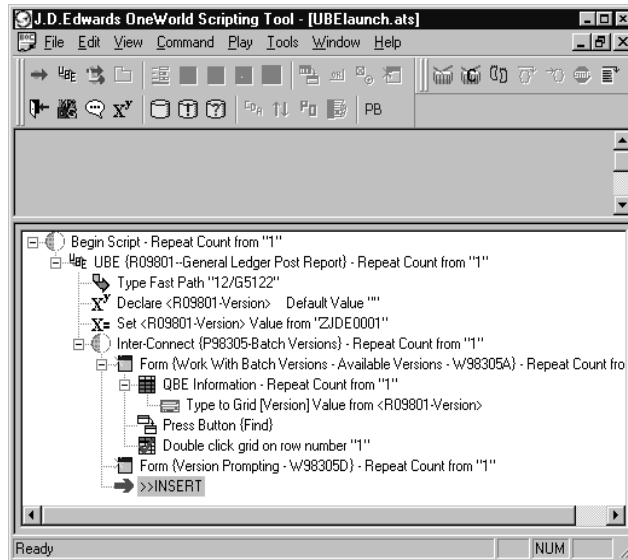 J.D.Edwards OneWorld Scripting Tool - [UBElaunch.ats]
File Edit View Command Play Tools Window Help
UBE
X^y PB
Begin Script - Repeat Count from "1"
UBE {R09801--General Ledger Post Report} - Repeat Count from "1"
Type Fast Path "12/G5122"
X^y Declare <R09801-Version> Default Value ""
X= Set <R09801-Version> Value from "ZJDE0001"
Inter-Connect {P98305-Batch Versions} - Repeat Count from "1"
Form {Work With Batch Versions - Available Versions - W98305A} - Repeat Count fro
QBE Information - Repeat Count from "1"
Type to Grid [Version] Value from <R09801-Version>
Press Button {Find}
Double click grid on row number "1"
Form {Version Prompting - W98305D} - Repeat Count from "1"
>>INSERT
Ready NUM